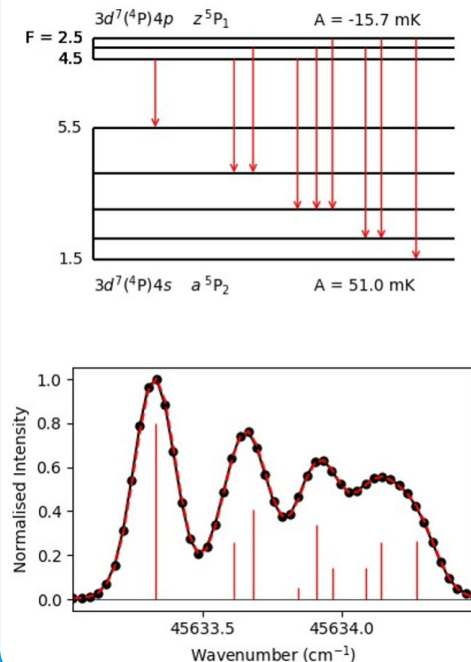 3d⁷(⁴P)4p z ⁵P₁ A = -15.7 mK
F = 2.5
4.5
5.5
1.5
3d⁷(⁴P)4s a ⁵P₂ A = 51.0 mK
1.0
0.8
0.6
0.4
0.2
0.0
Normalised Intensity
45633.5 45634.0
Wavenumber (cm⁻¹)